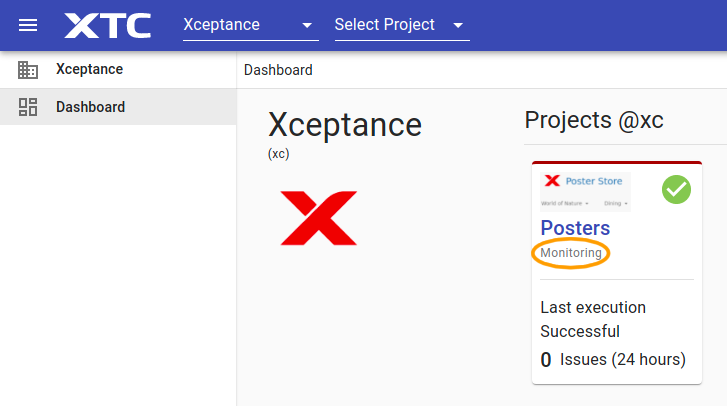 XTC
Xceptance
Select Project
Xceptance
Dashboard
Dashboard
Xceptance
(xc)
Projects @xc
Poster Store
World of Nature
Dining
Posters
Monitoring
Last execution
Successful
0 Issues (24 hours)